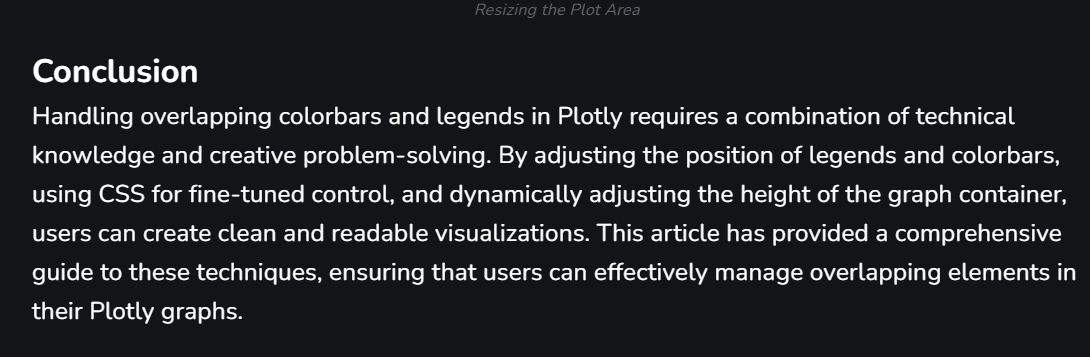 Resizing the Plot Area
Conclusion
Handling overlapping colorbars and legends in Plotly requires a combination of technical
knowledge and creative problem-solving. By adjusting the position of legends and colorbars,
using CSS for fine-tuned control, and dynamically adjusting the height of the graph container,
users can create clean and readable visualizations. This article has provided a comprehensive
guide to these techniques, ensuring that users can effectively manage overlapping elements in
their Plotly graphs.